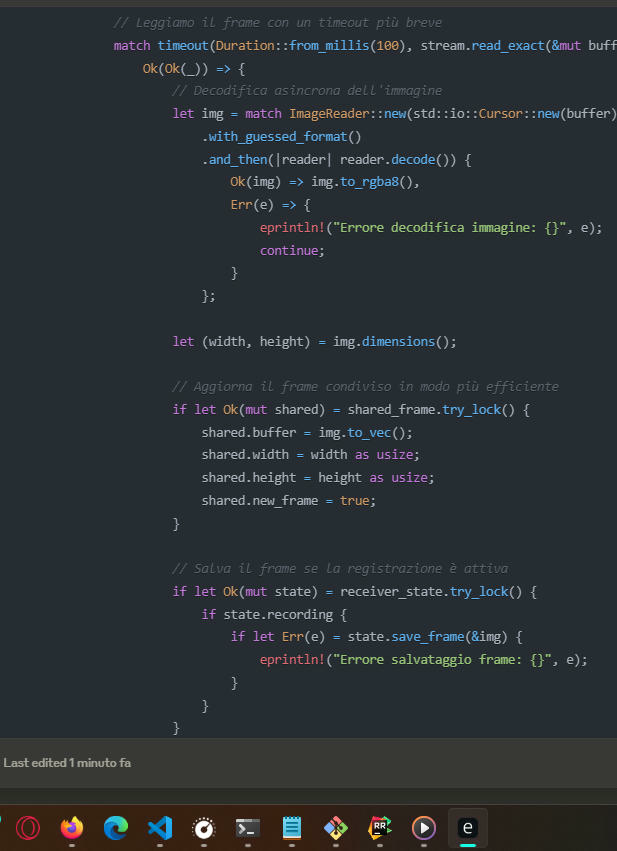 // Leggiamo il frame con un timeout più breve
match timeout(Duration::from_millis(100), stream.read_exact(&mut buff
Ok(Ok(_)) => {
// Decodifica asincrona dell'immagine
let img = match ImageReader::new(std::io::Cursor::new(buffer)
.with_guessed_format()
.and_then(|reader| reader.decode()) {
Ok(img) => img.to_rgba8(),
Err(e) => {
eprintln!("Errore decodifica immagine: {}", e);
continue;
}
};
let (width, height) = img.dimensions();
// Aggiorna il frame condiviso in modo più efficiente
if let Ok(mut shared) = shared_frame.try_lock() {
shared.buffer = img.to_vec();
shared.width = width as usize;
shared.height = height as usize;
shared.new_frame = true;
}
// Salva il frame se la registrazione è attiva
if let Ok(mut state) = receiver_state.try_lock() {
if state.recording {
if let Err(e) = state.save_frame(&img) {
eprintln!("Errore salvataggio frame: {}", e);
}
}
}
Last edited 1 minuto fa
RR
e